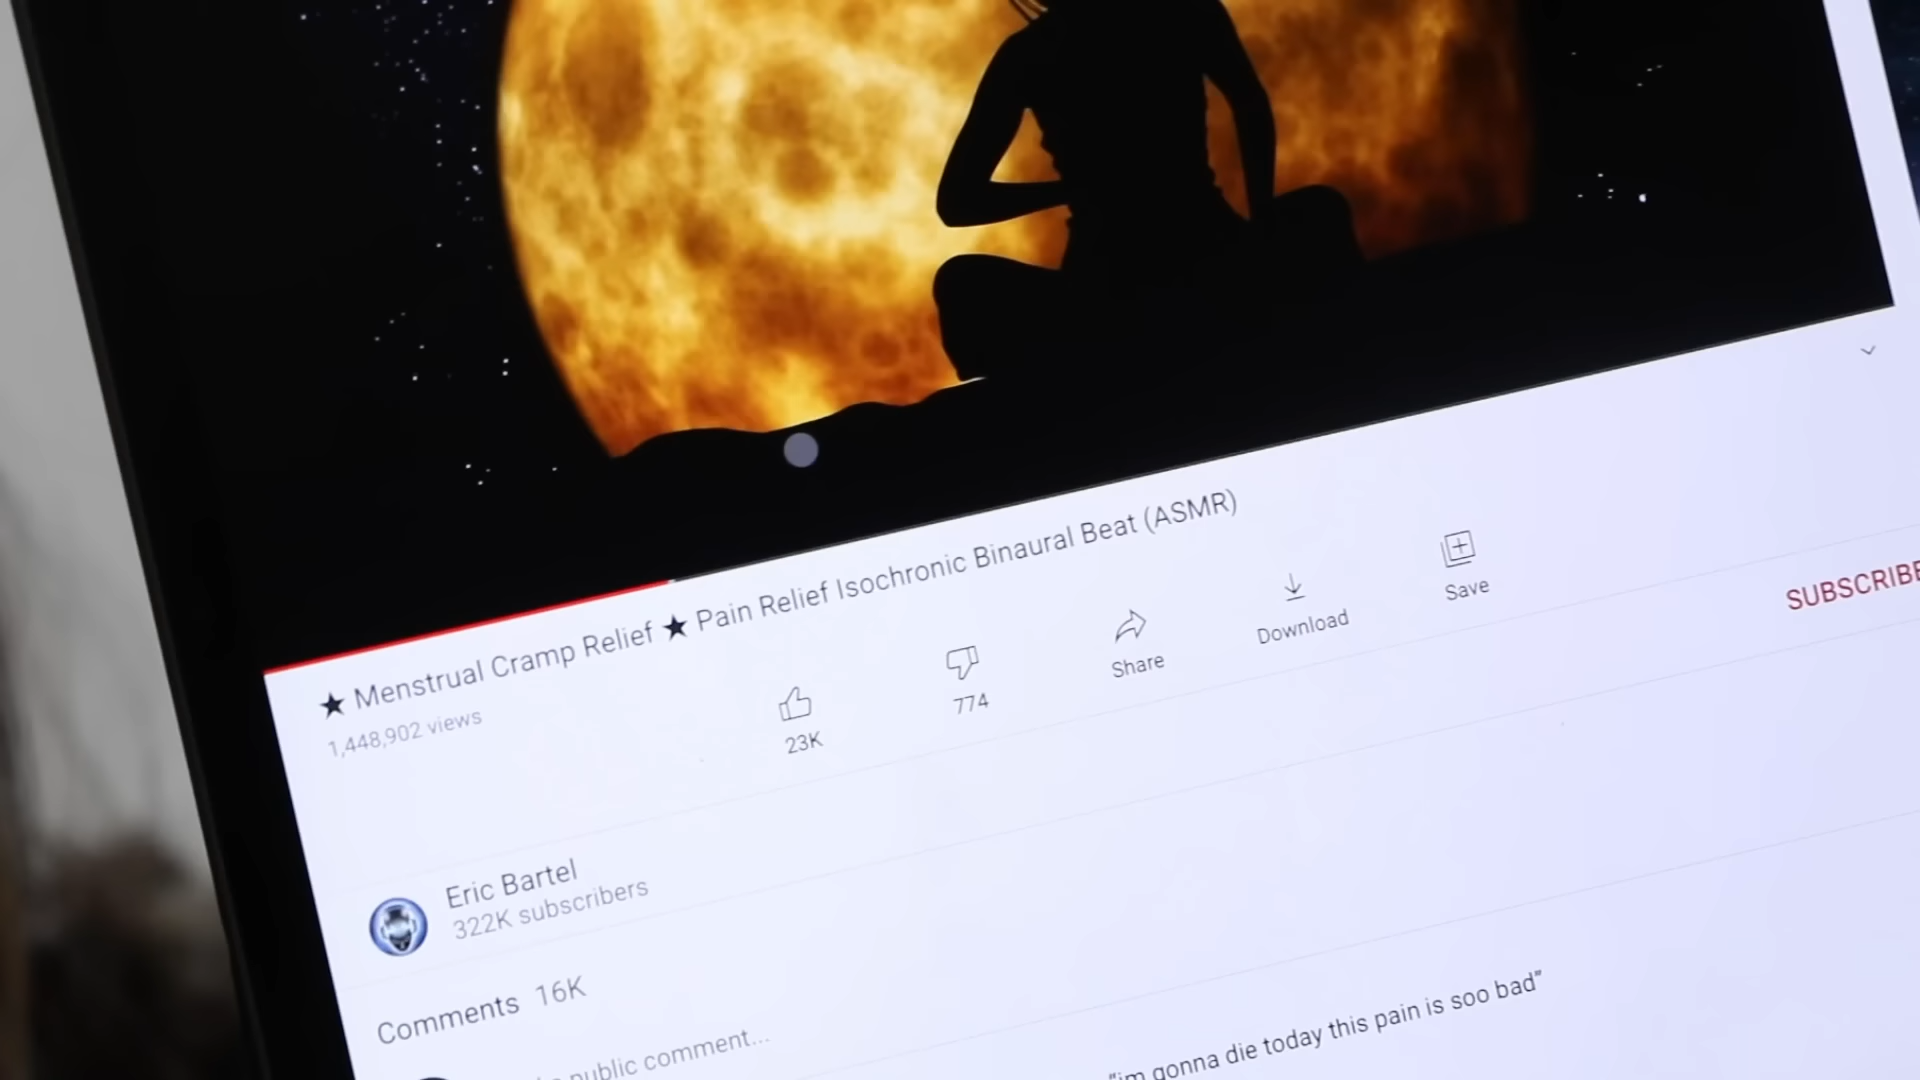 ★ Menstrual Cramp Relief ★ Pain Relief Isochronic Binaural Beat (ASMR)
1,448,902 views
23K
774
Share
Download
Save
Eric Bartel
322K subscribers
SUBSCRIBE
Comments 16K
public comment...
"im gonna die today this pain is soo bad"